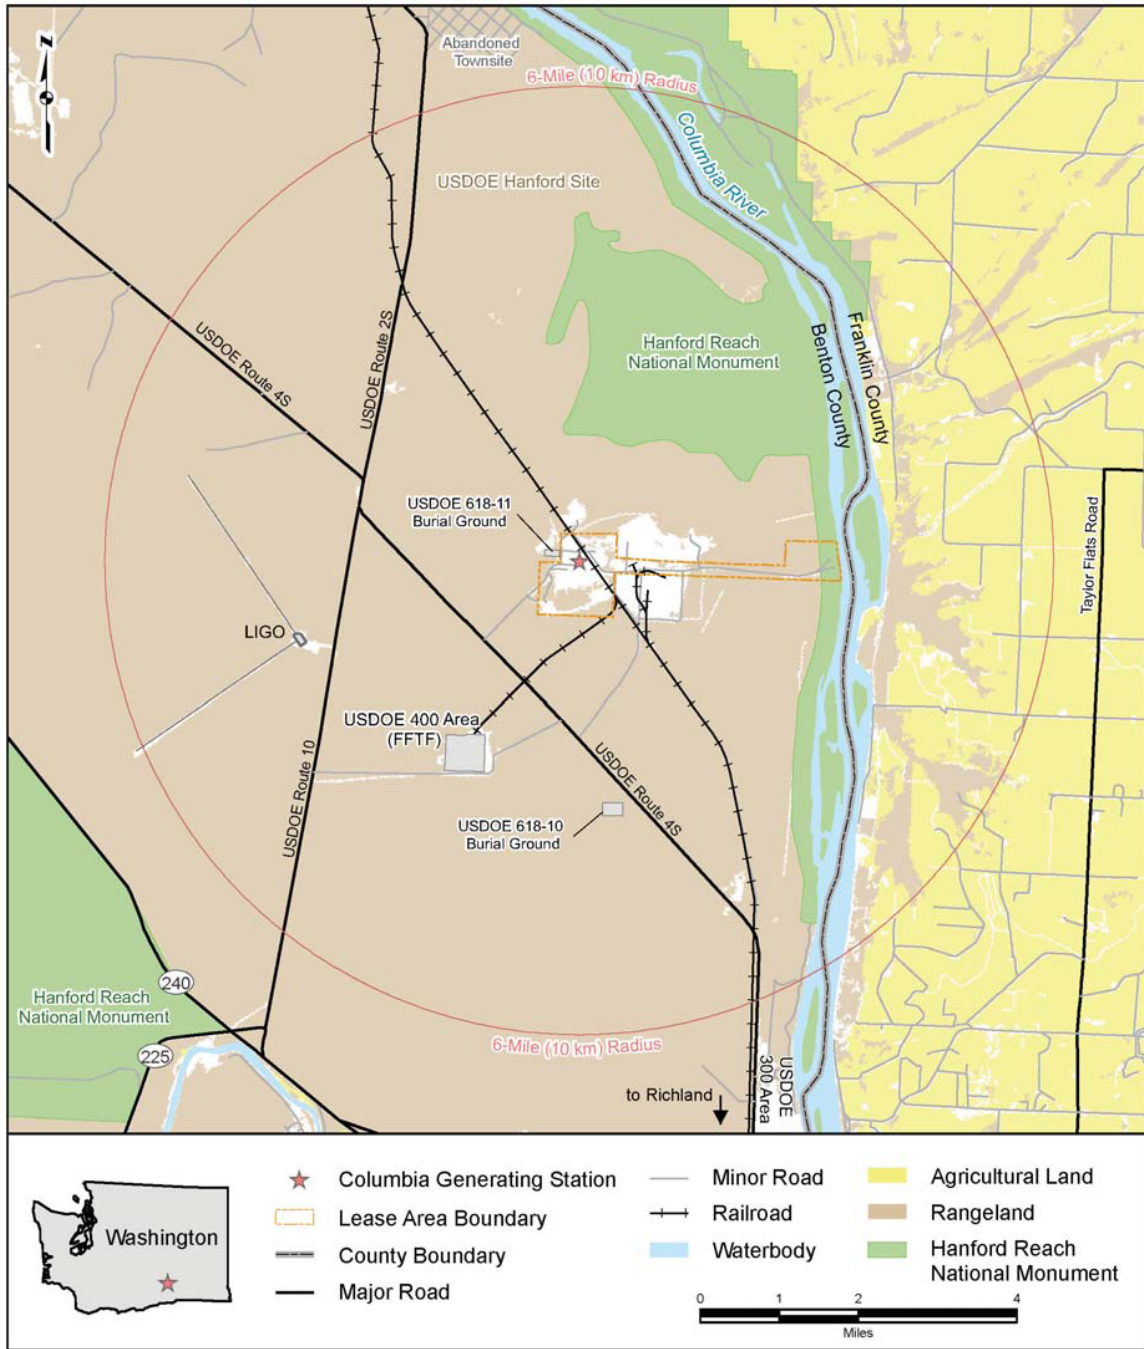 Abandoned
Townsite
N
6-Mile (10 km) Radius
Columbia River
USDOE Hanford Site
USDOE Route 4S
USDOE Route 2S
Hanford Reach
National Monument
Franklin County
Benton County
USDOE 618-11
Burial Ground
Taylor Flats Road
LIGO
USDOE 400 Area
(FFTF)
USDOE Route 10
USDOE Route 4S
USDOE 618-10
Burial Ground
240
Hanford Reach
National Monument
225
6-Mile (10 km) Radius
to Richland
USDOE
300 Area
Washington
Columbia Generating Station
Lease Area Boundary
County Boundary
Major Road
Minor Road
Railroad
Waterbody
Agricultural Land
Rangeland
Hanford Reach
National Monument
0 1 2 4
Miles